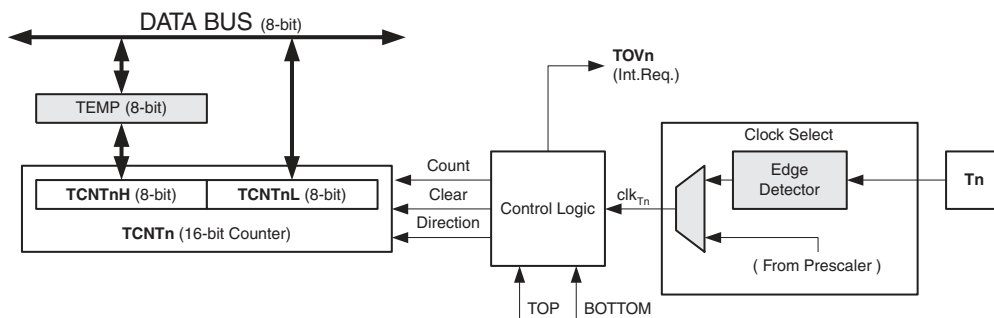 DATA BUS (8-bit)
TEMP (8-bit)
TCNTnH (8-bit)
TCNTnL (8-bit)
TCNTn (16-bit Counter)
Count
Clear
Direction
Control Logic
TOVn
(Int.Req.)
TOP
BOTTOM
clkTn
Clock Select
Edge
Detector
( From Prescaler )
Tn